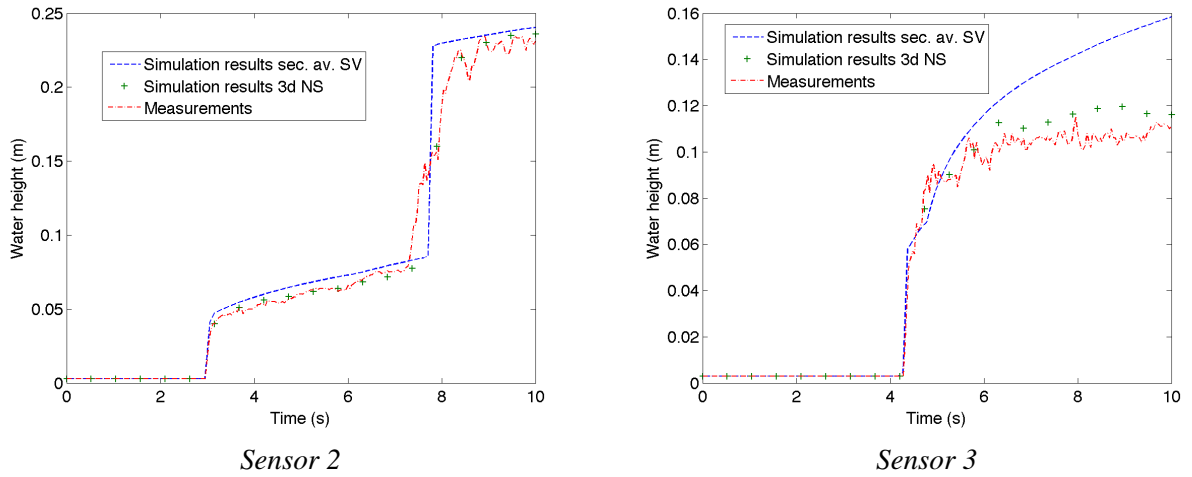 0.25
0.2
0.15
0.1
0.05
0
Water height (m)
Simulation results sec. av. SV
Simulation results 3d NS
Measurements
0 2 4 6 8 10
Time (s)
Sensor 2
0.16
0.14
0.12
0.1
0.08
0.06
0.04
0.02
0
Water height (m)
Simulation results sec. av. SV
Simulation results 3d NS
Measurements
0 2 4 6 8 10
Time (s)
Sensor 3